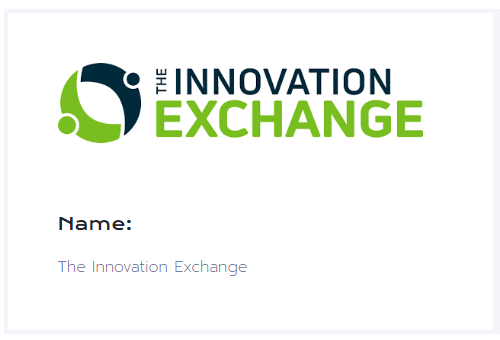 THE INNOVATION
EXCHANGE
Name:
The Innovation Exchange